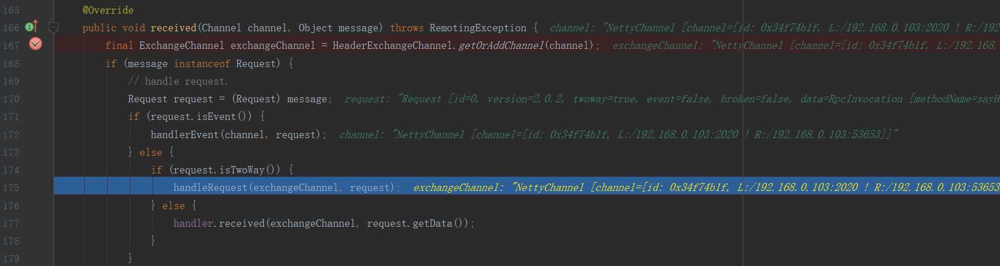 165 @Override
166 public void received(Channel channel, Object message) throws RemotingException { channel: "NettyChannel [channel=[id: 0x34f74b1f, L:/192.168.0.103:2020 ! R:/192
167 final ExchangeChannel exchangeChannel = HeaderExchangeChannel.getOrAddChannel(channel); exchangeChannel: "NettyChannel [channel=[id: 0x34f74b1f, L:/192.168.
168 if (message instanceof Request) {
169 // handle request.
170 Request request = (Request) message; request: "Request [id=0, version=2.0.2, twoway=true, event=false, broken=false, data=RpcInvocation [methodName=sayH
171 if (request.isEvent()) {
172 handlerEvent(channel, request); channel: "NettyChannel [channel=[id: 0x34f74b1f, L:/192.168.0.103:2020 ! R:/192.168.0.103:53653]]"
173 } else {
174 if (request.isTwoWay()) {
175 handleRequest(exchangeChannel, request); exchangeChannel: "NettyChannel [channel=[id: 0x34f74b1f, L:/192.168.0.103:2020 ! R:/192.168.0.103:53653
176 } else {
177 handler.received(exchangeChannel, request.getData());
178 }
179 }